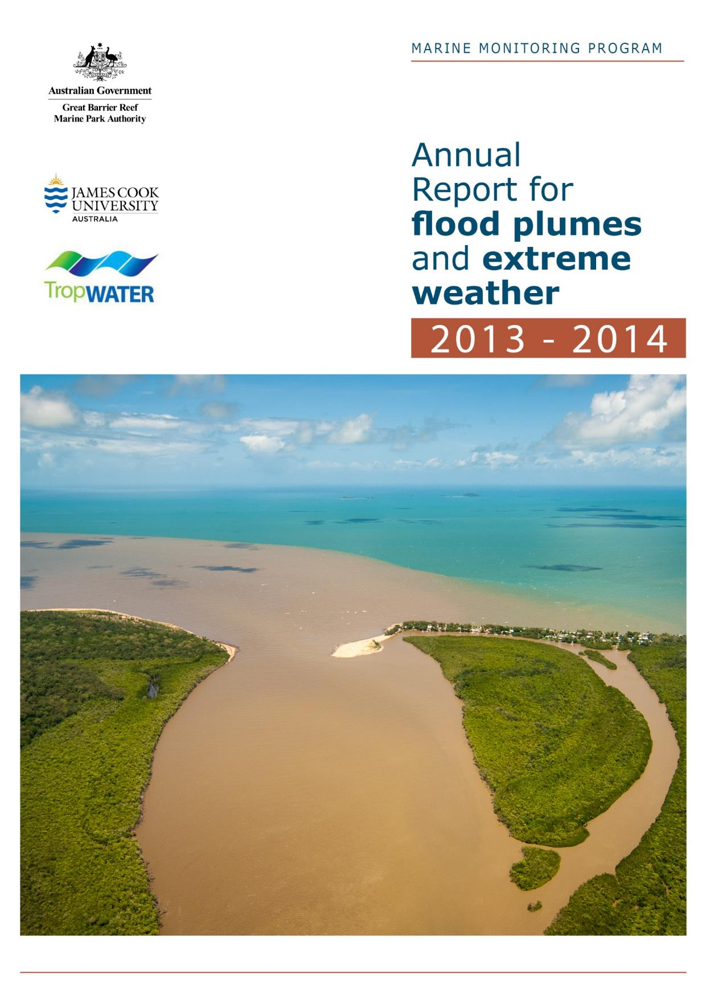 MARINE MONITORING PROGRAM
Australian Government
Great Barrier Reef
Marine Park Authority
JAMES COOK
UNIVERSITY
AUSTRALIA
TropWATER
Annual
Report for
flood plumes
and extreme
weather
2013 - 2014